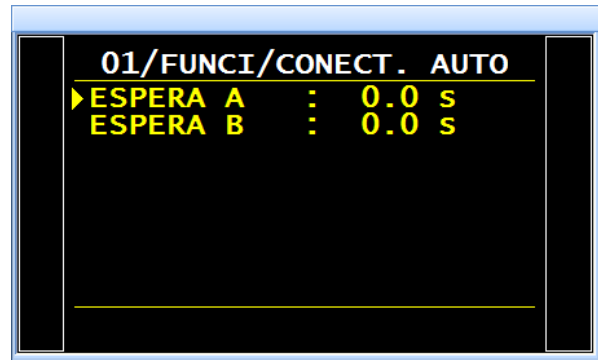 01/FUNCI/CONECT. AUTO
ESPERA A : 0.0 s
ESPERA B : 0.0 s